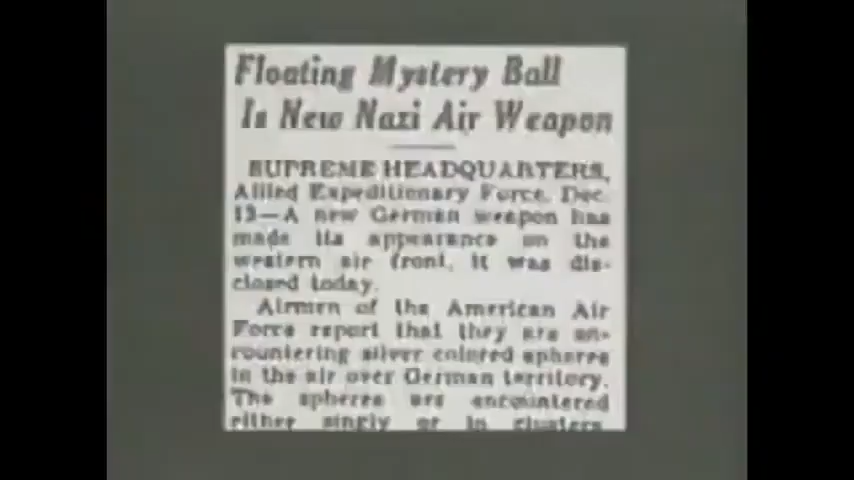 Floating Mystery Ball
Is New Nazi Air Weapon
SUPREME HEADQUARTERS,
Allied Expeditionary Force, Dec.
13—A new German weapon has
made its appearance on the
western air front, it was dis-
closed today.
Airmen of the American Air
Force report that they are en-
countering silver colored spheres
in the air over German territory.
The spheres are encountered
either singly or in clusters.